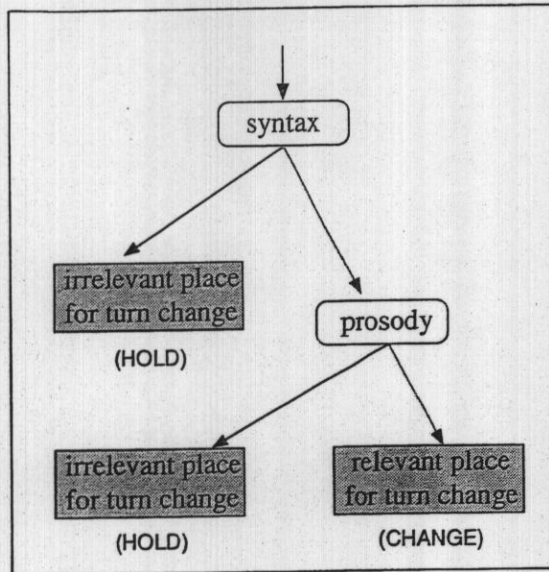 syntax
irrelevant place
for turn change
(HOLD)
prosody
irrelevant place
for turn change
(HOLD)
relevant place
for turn change
(CHANGE)